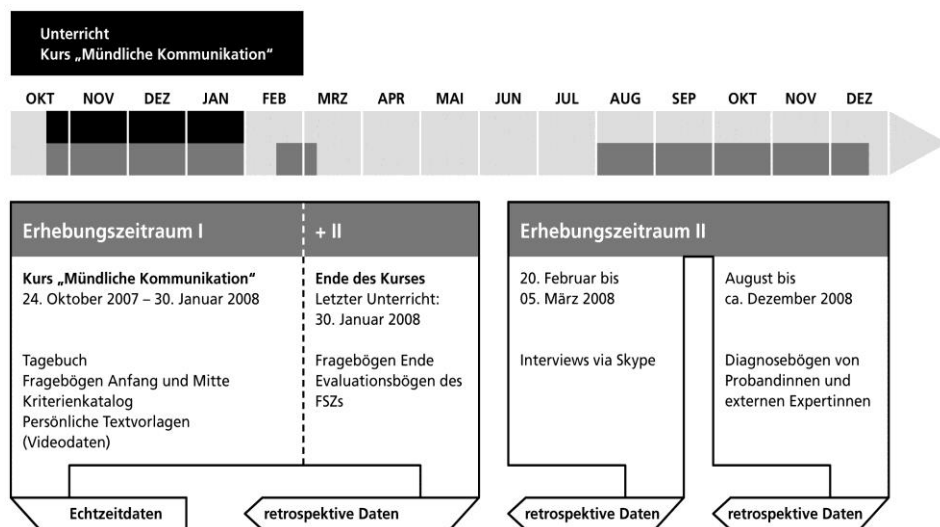 Unterricht
Kurs „Mündliche Kommunikation“
OKT NOV DEZ JAN FEB MRZ APR MAI JUN JUL AUG SEP OKT NOV DEZ
Erhebungszeitraum I
+ II
Kurs „Mündliche Kommunikation“
24. Oktober 2007 – 30. Januar 2008
Tagebuch
Fragebögen Anfang und Mitte
Kriterienkatalog
Persönliche Textvorlagen
(Videodaten)
Ende des Kurses
Letzter Unterricht:
30. Januar 2008
Fragebögen Ende
Evaluationsbögen des
FSZs
Echtzeitdaten
retrospektive Daten
Erhebungszeitraum II
20. Februar bis
05. März 2008
Interviews via Skype
August bis
ca. Dezember 2008
Diagnosebögen von
Probandinnen und
externen Expertinnen
retrospektive Daten
retrospektive Daten